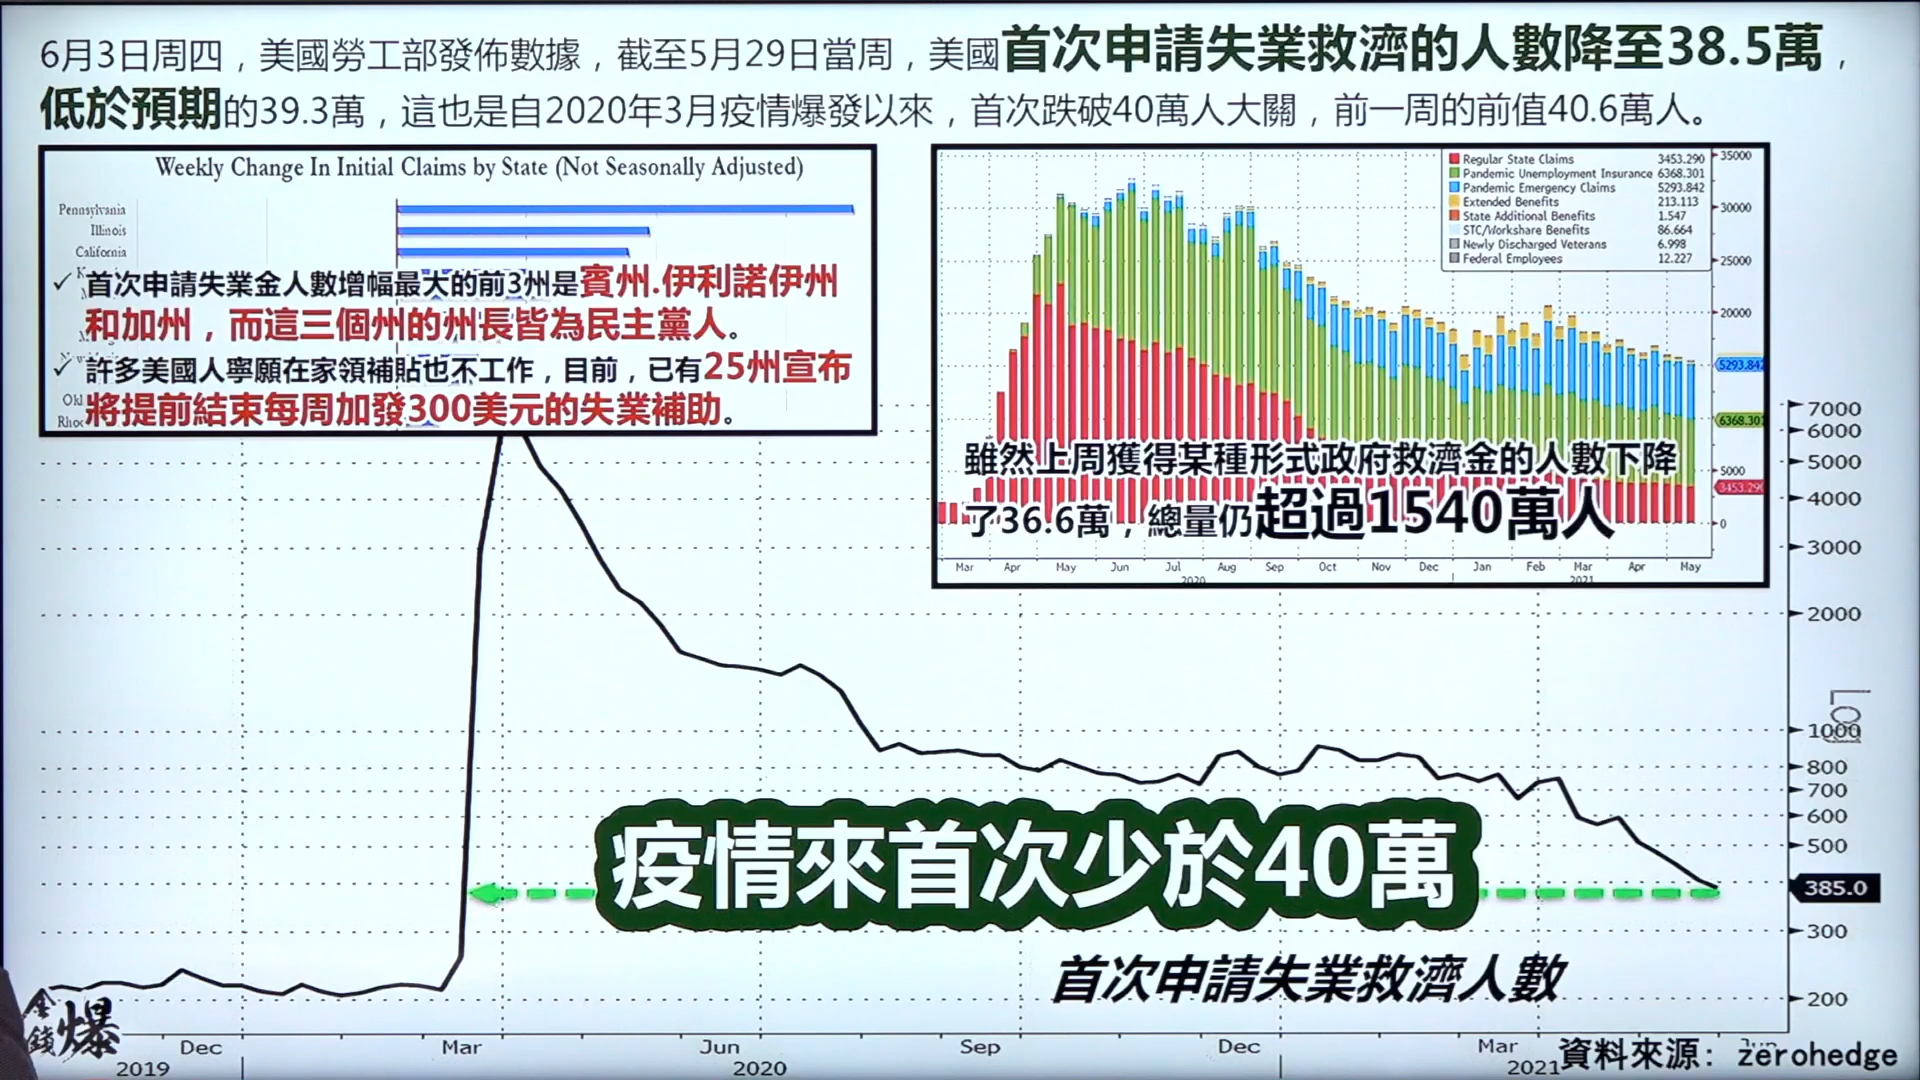 6月3日周四，美國勞工部發佈數據，截至5月29日當周，美國首次申請失業救濟的人數降至38.5萬，
低於預期的39.3萬，這也是自2020年3月疫情爆發以來，首次跌破40萬人大關，前一周的前值40.6萬人。
Weekly Change In Initial Claims by State (Not Seasonally Adjusted)
Pennsylvania
Illinois
California
✓ 首次申請失業金人數增幅最大的前3州是賓州.伊利諾伊州
和加州，而這三個州的州長皆為民主黨人。
✓ 許多美國人寧願在家領補貼也不工作，目前，已有25州宣布
將提前結束每周加發300美元的失業補助。
Regular State Claims 3453.290
Pandemic Unemployment Insurance 6368.301
Pandemic Emergency Claims 5293.842
Extended Benefits 213.113
State Additional Benefits 1.547
STC/Workshare Benefits 86.664
Newly Discharged Veterans 6.998
Federal Employees 12.227
35000
30000
25000
20000
5293.842
6368.301
5000
3453.290
0
雖然上周獲得某種形式政府救濟金的人數下降
了36.6萬，總量仍超過1540萬人
Mar Apr May Jun Jul Aug Sep Oct Nov Dec Jan Feb Mar Apr May
2020 2021
7000
6000
5000
4000
3000
2000
1000
Log
800
700
600
500
385.0
300
200
疫情來首次少於40萬
首次申請失業救濟人數
金錢爆
Dec Mar Jun Sep Dec Mar Jun
2019 2020 2021
資料來源: zerohedge